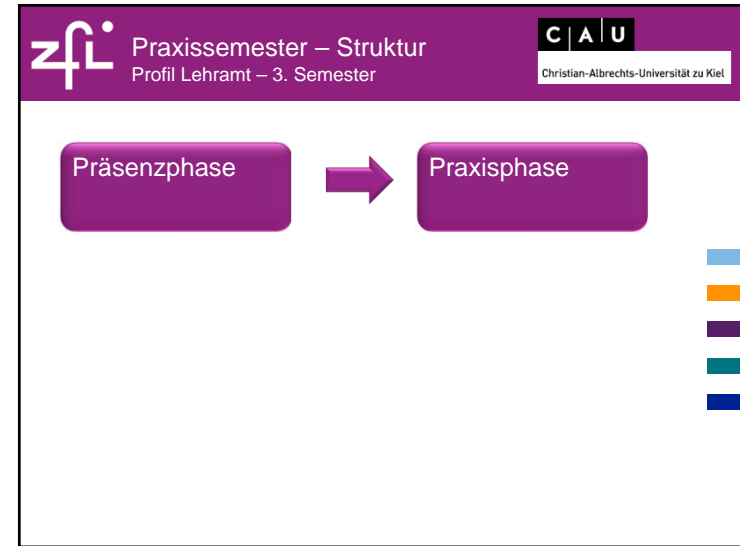 zfL
Praxissemester – Struktur
Profil Lehramt – 3. Semester
C | A | U
Christian-Albrechts-Universität zu Kiel
Präsenzphase
Praxisphase